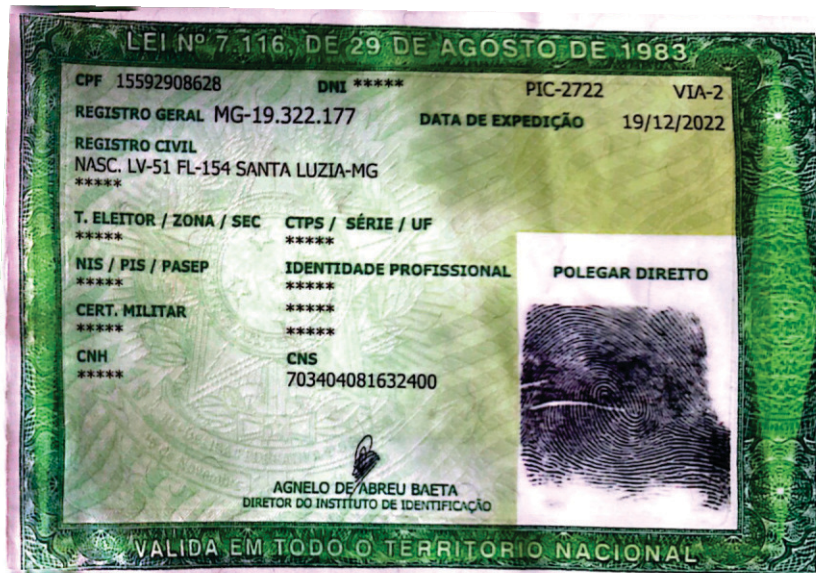 LEI Nº 7.116, DE 29 DE AGOSTO DE 1983
CPF 15592908628 DNI ***** PIC-2722 VIA-2
REGISTRO GERAL MG-19.322.177 DATA DE EXPEDIÇÃO 19/12/2022
REGISTRO CIVIL
NASC. LV-51 FL-154 SANTA LUZIA-MG
*****
T. ELEITOR / ZONA / SEC CTPS / SÉRIE / UF
***** *****
NIS / PIS / PASEP IDENTIDADE PROFISSIONAL POLEGAR DIREITO
***** *****
CERT. MILITAR *****
***** *****
CNH CNS
***** 703404081632400
AGNELO DE ABREU BAETA
DIRETOR DO INSTITUTO DE IDENTIFICAÇÃO
VALIDA EM TODO O TERRITORIO NACIONAL